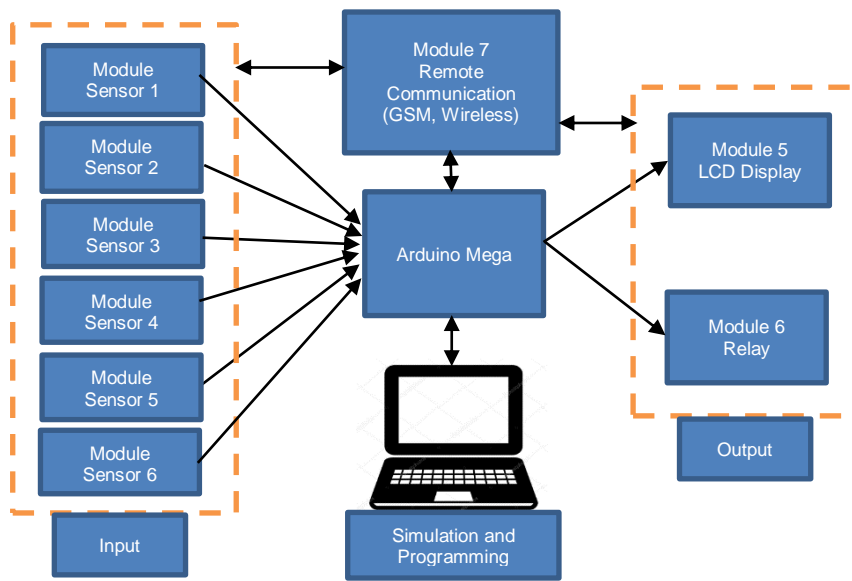 Module
Sensor 1
Module
Sensor 2
Module
Sensor 3
Module
Sensor 4
Module
Sensor 5
Module
Sensor 6
Input
Module 7
Remote
Communication
(GSM, Wireless)
Arduino Mega
Simulation and
Programming
Module 5
LCD Display
Module 6
Relay
Output